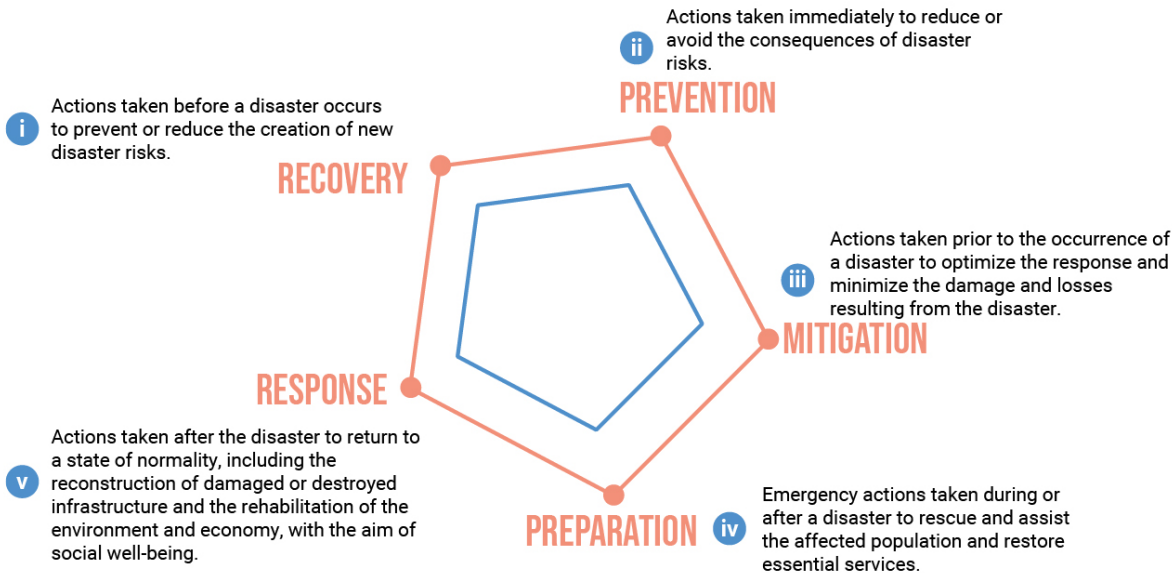 Actions taken immediately to reduce or
avoid the consequences of disaster
risks.
ii
PREVENTION
Actions taken before a disaster occurs
to prevent or reduce the creation of new
disaster risks.
i
RECOVERY
Actions taken prior to the occurrence of
a disaster to optimize the response and
minimize the damage and losses
resulting from the disaster.
iii
MITIGATION
RESPONSE
Actions taken after the disaster to return to
a state of normality, including the
reconstruction of damaged or destroyed
infrastructure and the rehabilitation of the
environment and economy, with the aim of
social well-being.
v
PREPARATION
iv
Emergency actions taken during or
after a disaster to rescue and assist
the affected population and restore
essential services.